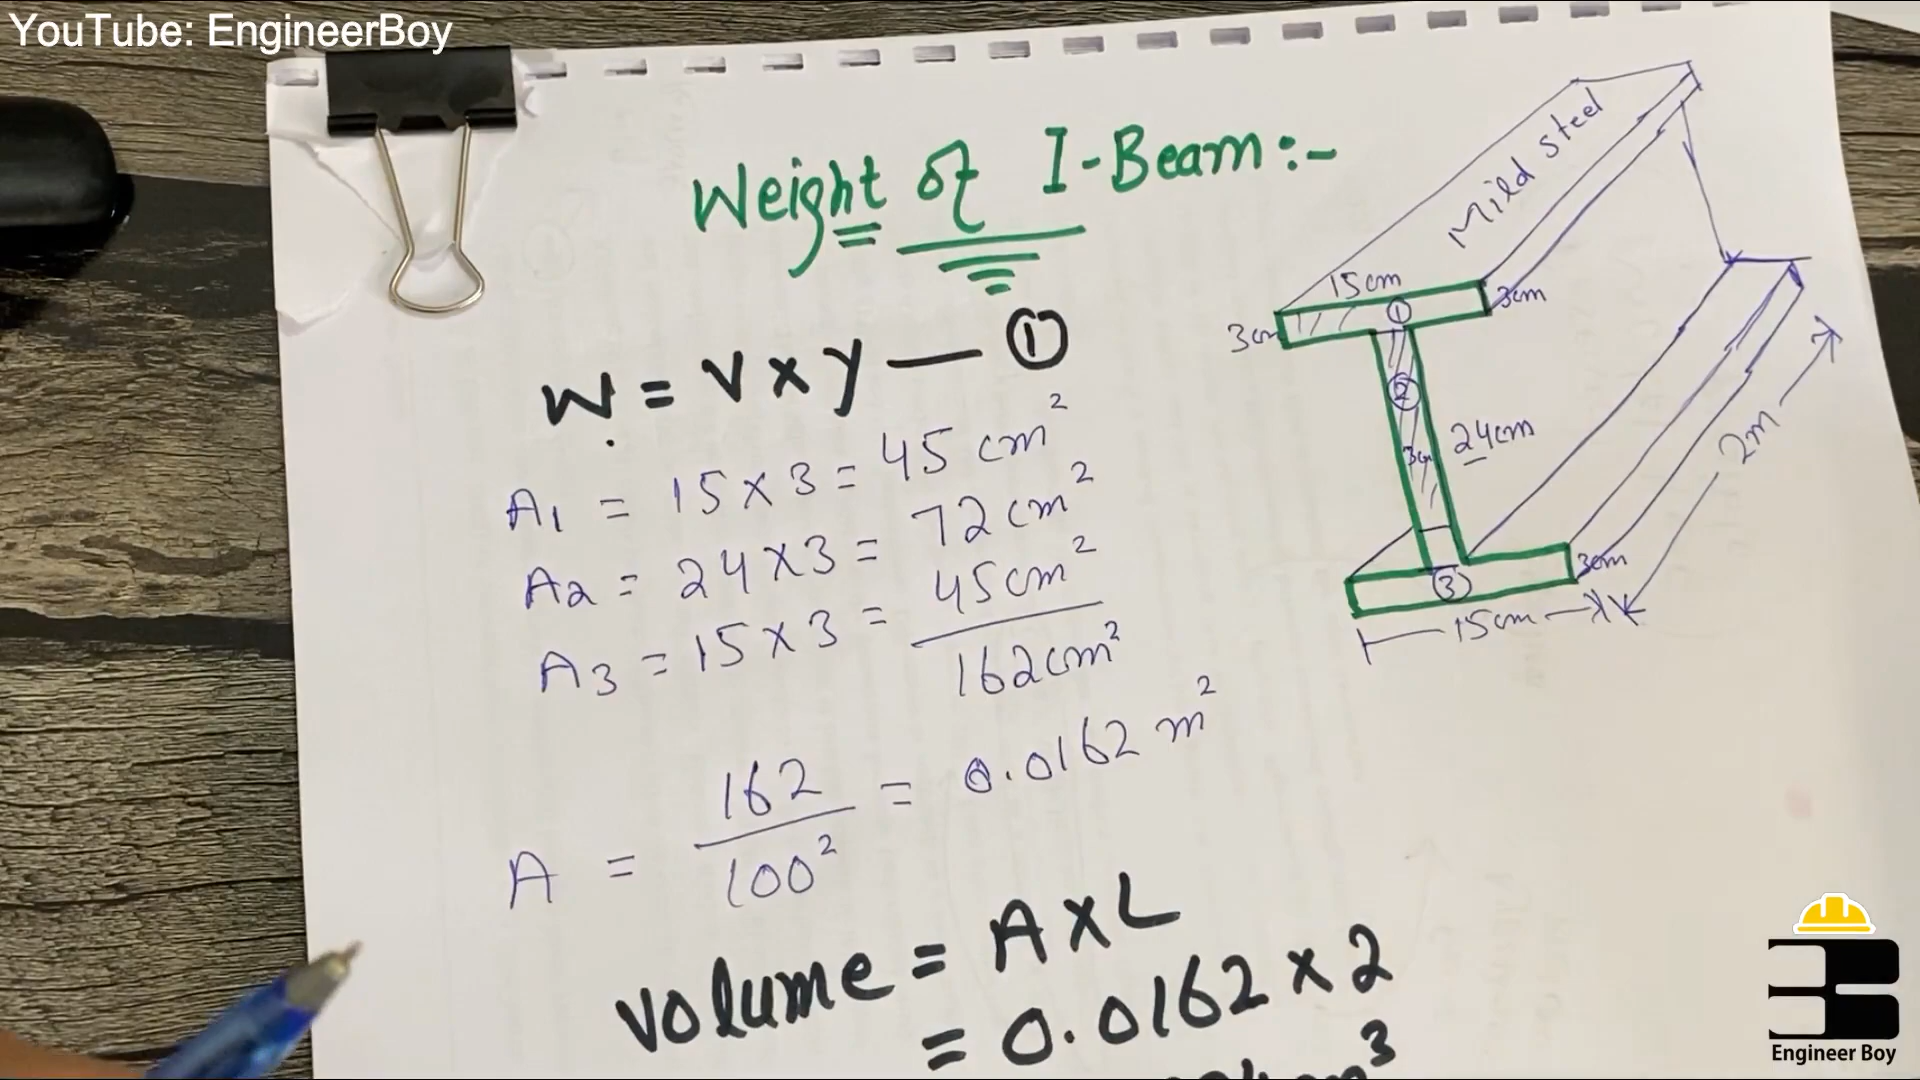 YouTube: EngineerBoy
Weight of I-Beam:-
W = V x γ — ①
A1 = 15 x 3 = 45 cm²
A2 = 24 x 3 = 72 cm²
A3 = 15 x 3 = 45 cm²
162 cm²
A = 162 / 100² = 0.0162 m²
Volume = A x L
= 0.0162 x 2
m³
Mild steel
15cm
3cm
3cm
①
②
3cm
24cm
2m
③
3cm
15cm
Engineer Boy